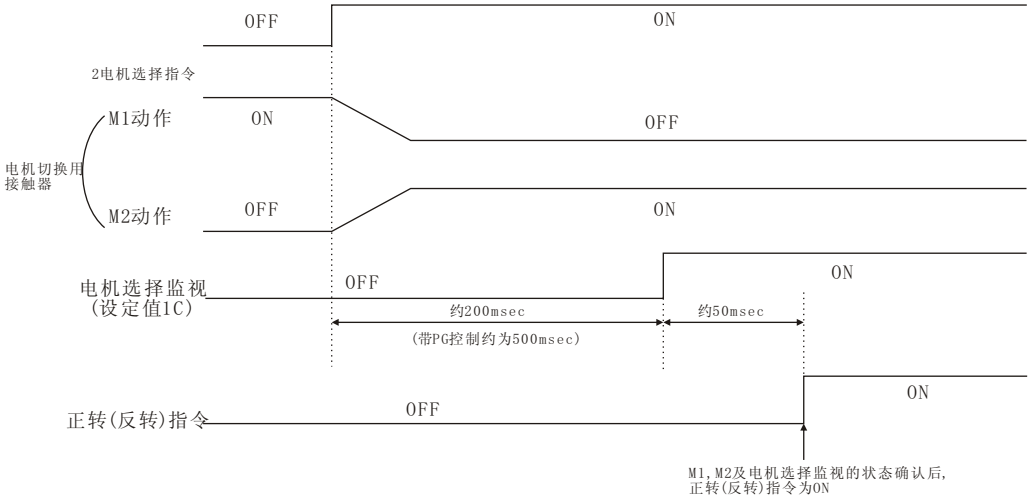 OFF
ON
2电机选择指令
M1动作
ON
OFF
电机切换用
接触器
M2动作
OFF
ON
电机选择监视
(设定值1C)
OFF
ON
约200msec
约50msec
(带PG控制约为500msec)
正转(反转)指令
OFF
ON
M1,M2及电机选择监视的状态确认后,
正转(反转)指令为ON